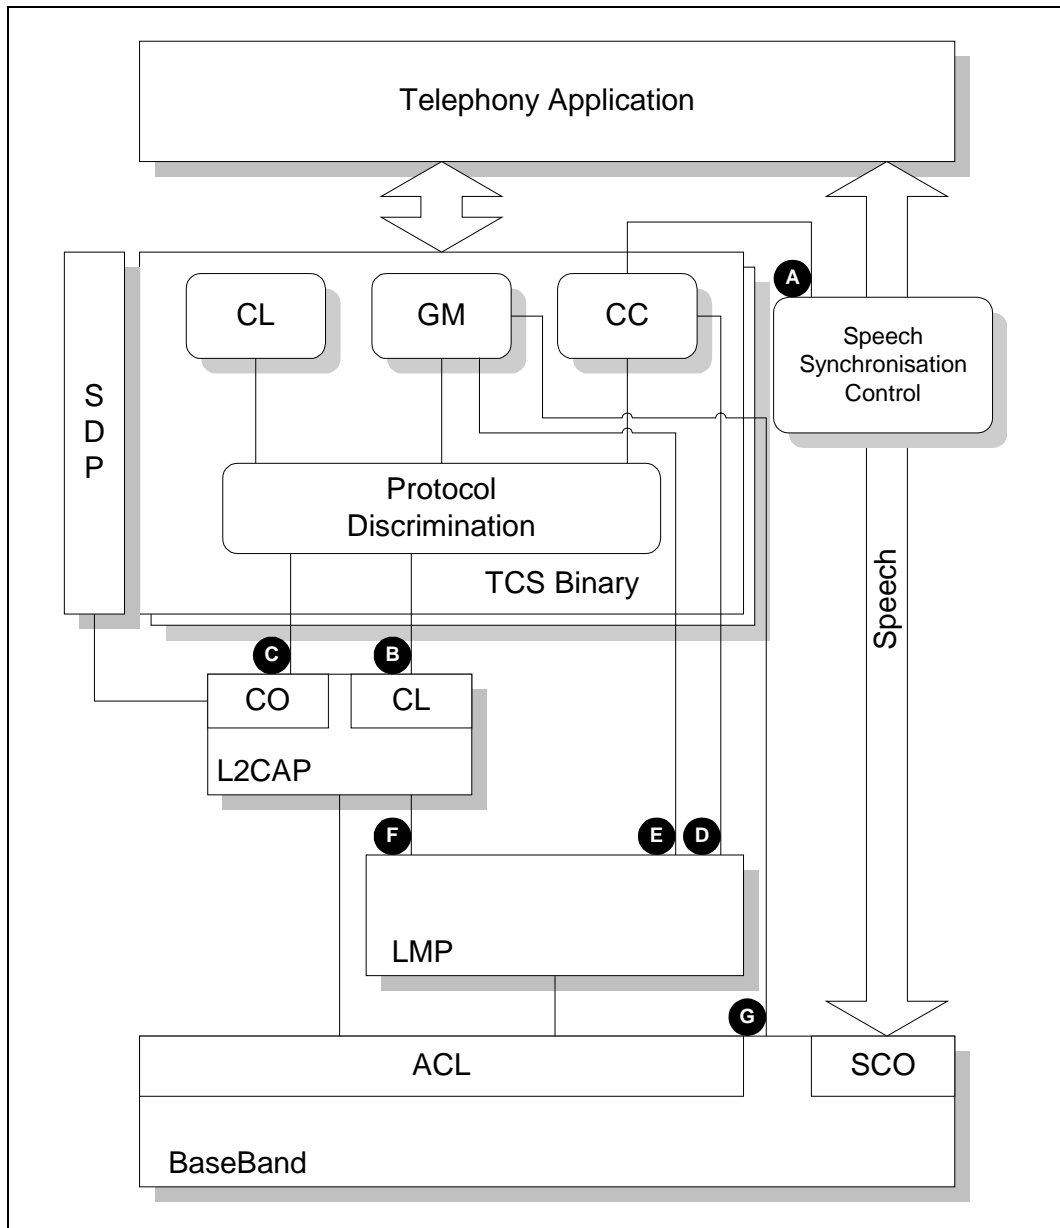 Telephony Application
A
CL
GM
CC
Speech
Synchronisation
Control
S
D
P
Protocol
Discrimination
TCS Binary
Speech
C
B
CO
CL
L2CAP
F
E
D
LMP
G
ACL
SCO
BaseBand